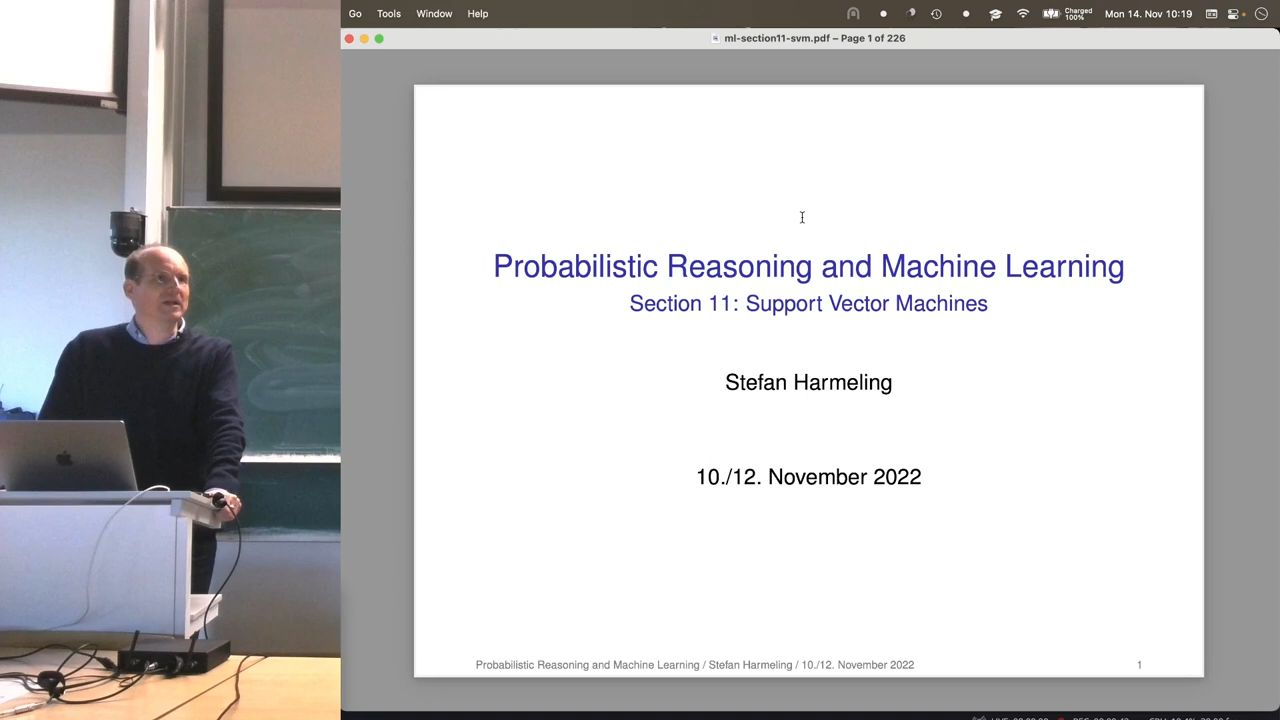 Go Tools Window Help
Charged
100%
Mon 14. Nov 10:19
ml-section11-svm.pdf – Page 1 of 226
Probabilistic Reasoning and Machine Learning
Section 11: Support Vector Machines
Stefan Harmeling
10./12. November 2022
Probabilistic Reasoning and Machine Learning / Stefan Harmeling / 10./12. November 2022
1